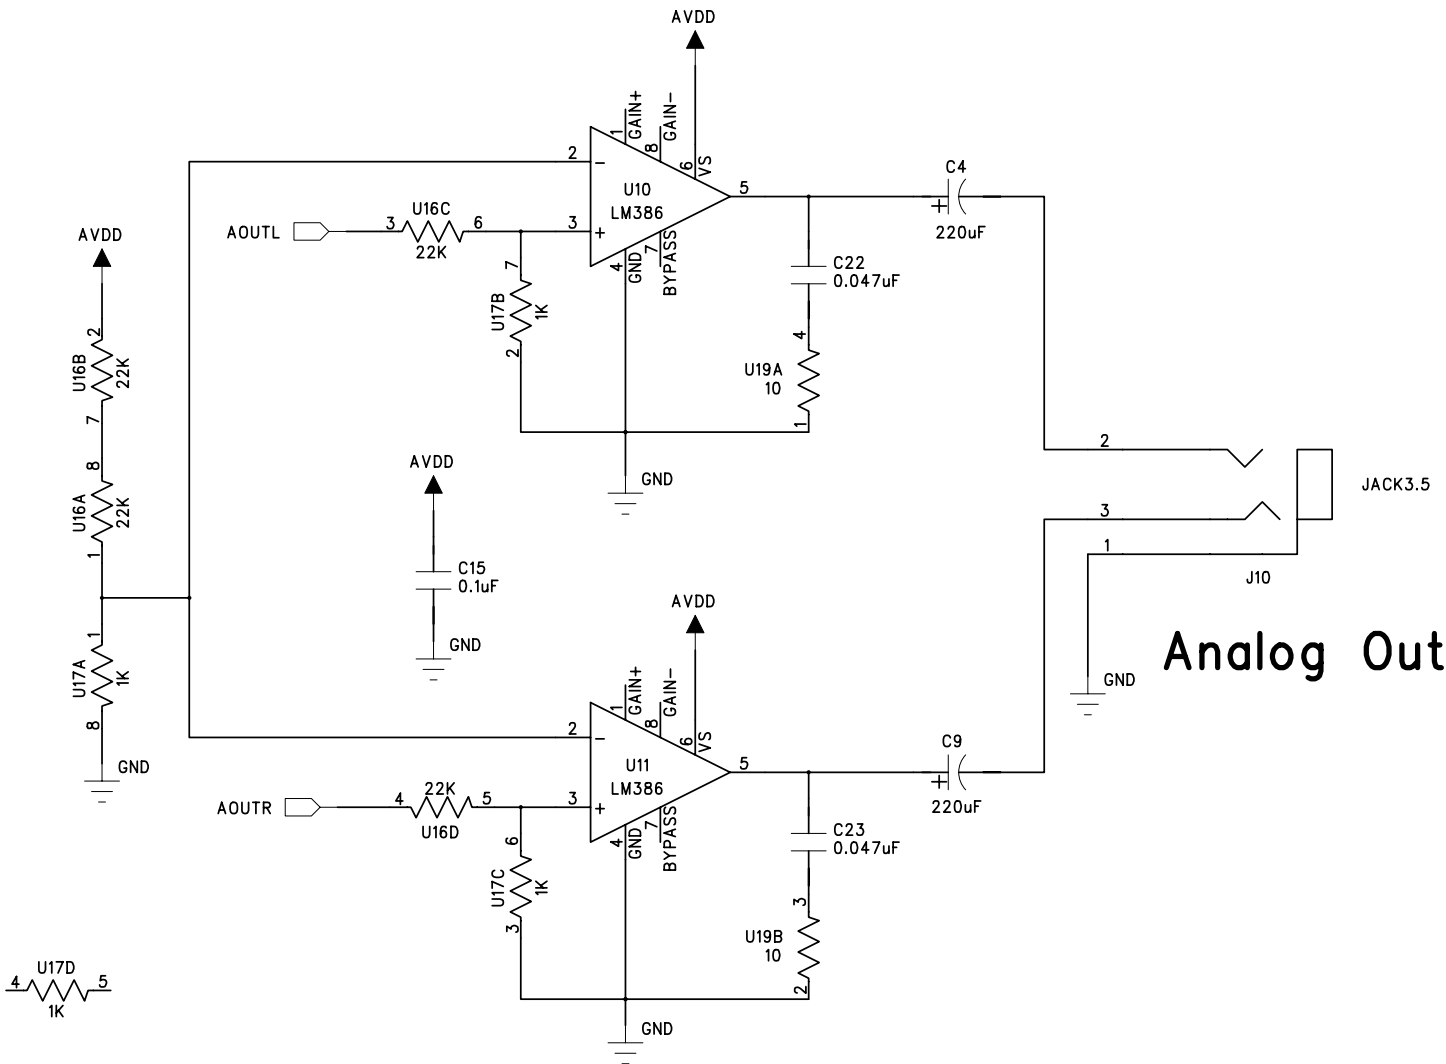 AVDD
1
GAIN+
8
GAIN-
6
VS
2
−
U10
LM386
5
C4
+
220uF
AOUTL
3
U16C
6
22K
3
+
4
GND
7
BYPASS
C22
0.047uF
7
U17B
1K
2
4
U19A
10
1
GND
AVDD
2
U16B
22K
7
8
U16A
22K
1
1
U17A
1K
8
GND
AVDD
C15
0.1uF
GND
2
3
1
JACK3.5
J10
GND
Analog Out
AVDD
1
GAIN+
8
GAIN-
6
VS
2
−
U11
LM386
5
C9
+
220uF
AOUTR
4
22K
5
U16D
3
+
4
GND
7
BYPASS
C23
0.047uF
6
U17C
1K
3
3
U19B
10
2
GND
U17D
4
5
1K